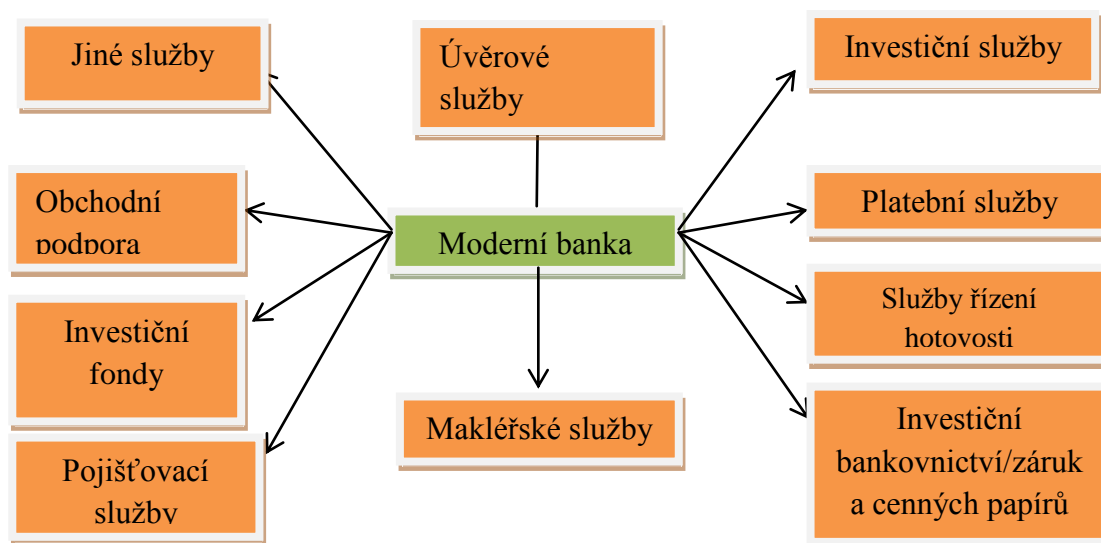 Jiné služby
Úvěrové
služby
Investiční služby
Obchodní
podpora
Moderní banka
Platební služby
Investiční
fondy
Služby řízení
hotovosti
Makléřské služby
Pojišťovací
služby
Investiční
bankovnictví/záruk
a cenných papírů